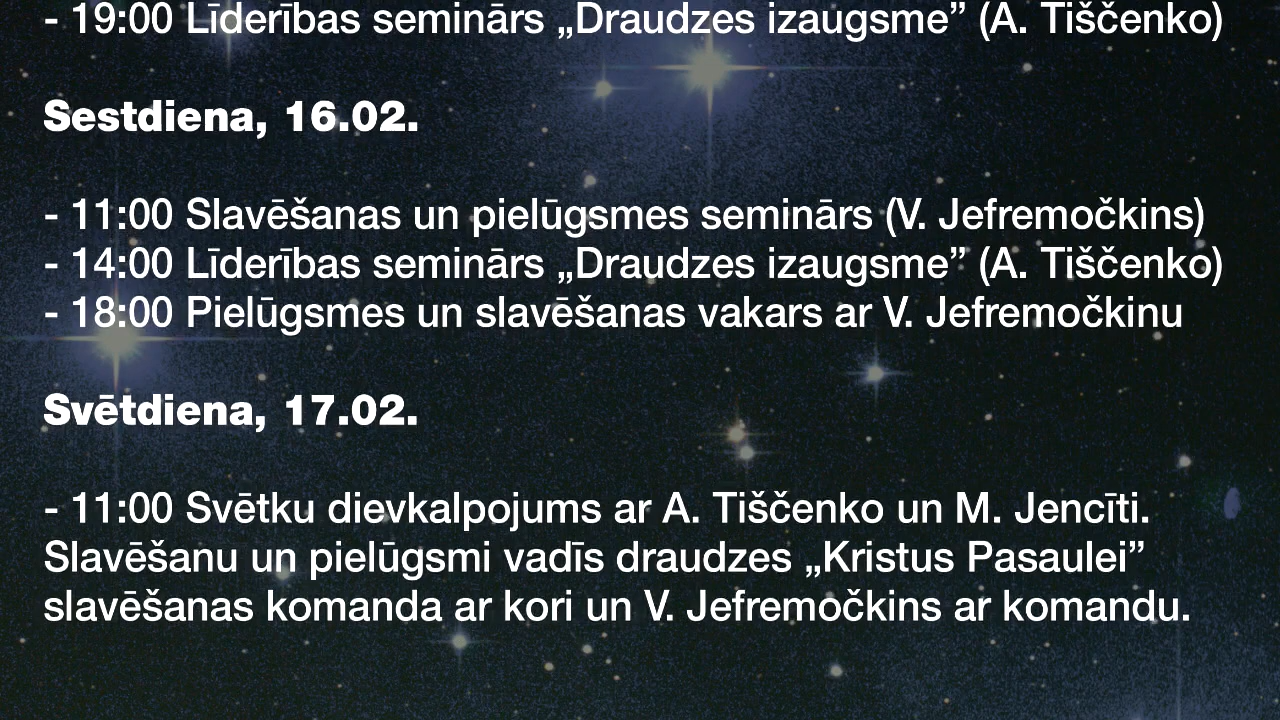 - 19:00 Līderības seminārs „Draudzes izaugsme” (A. Tiščenko)
Sestdiena, 16.02.
- 11:00 Slavēšanas un pielūgsmes seminārs (V. Jefremočkins)
- 14:00 Līderības seminārs „Draudzes izaugsme” (A. Tiščenko)
- 18:00 Pielūgsmes un slavēšanas vakars ar V. Jefremočkinu
Svētdiena, 17.02.
- 11:00 Svētku dievkalpojums ar A. Tiščenko un M. Jencīti.
Slavēšanu un pielūgsmi vadīs draudzes „Kristus Pasaulei”
slavēšanas komanda ar kori un V. Jefremočkins ar komandu.